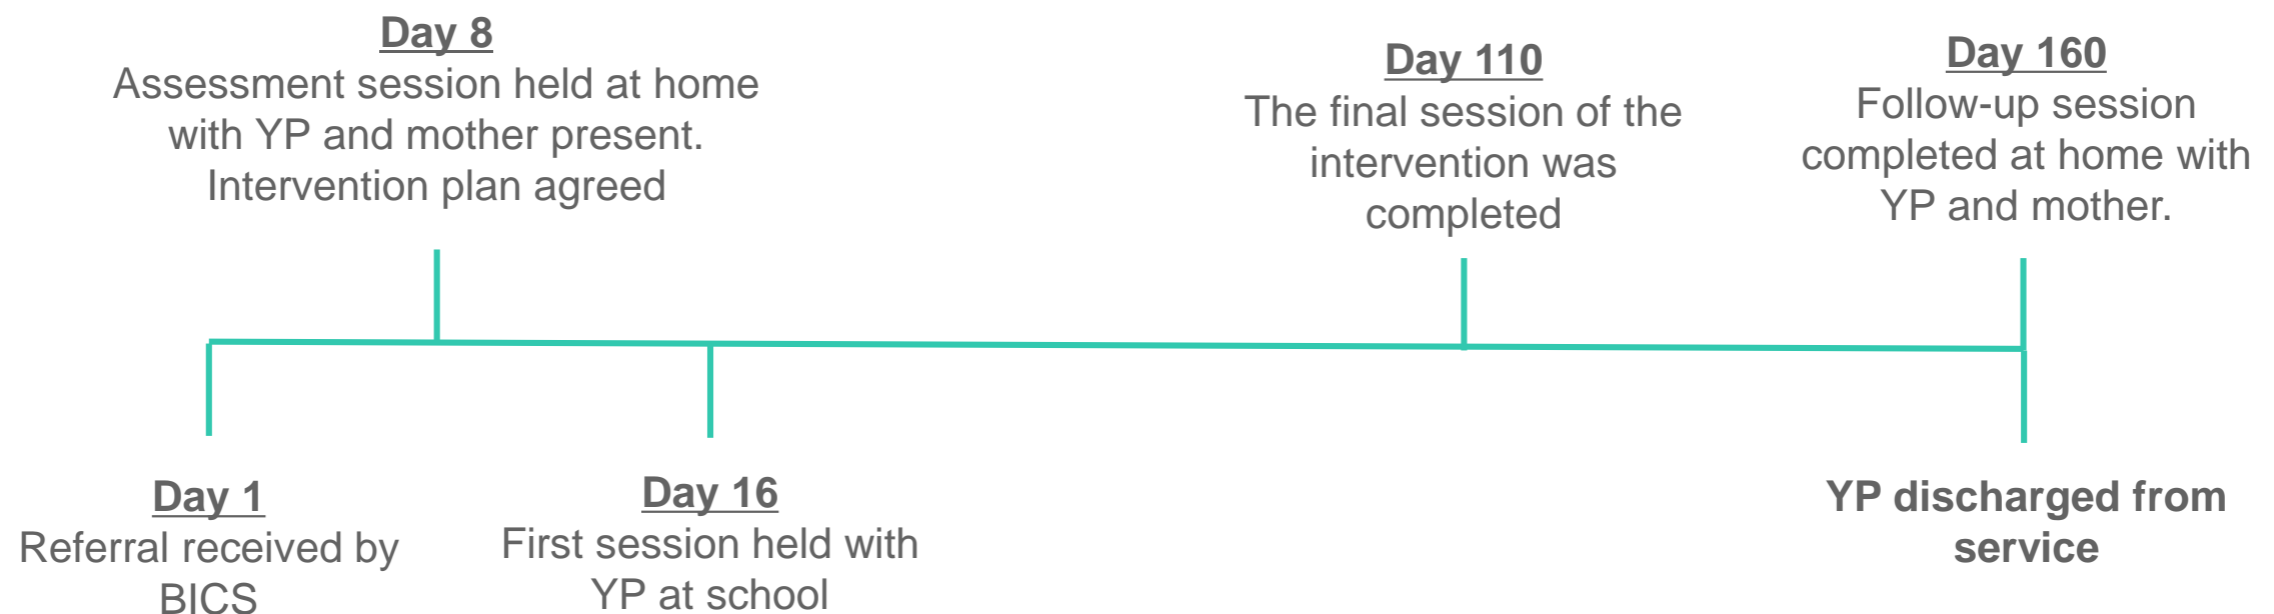 Day 8
Assessment session held at home
with YP and mother present.
Intervention plan agreed
Day 110
The final session of the
intervention was
completed
Day 160
Follow-up session
completed at home with
YP and mother.
Day 1
Referral received by
BICS
Day 16
First session held with
YP at school
YP discharged from
service